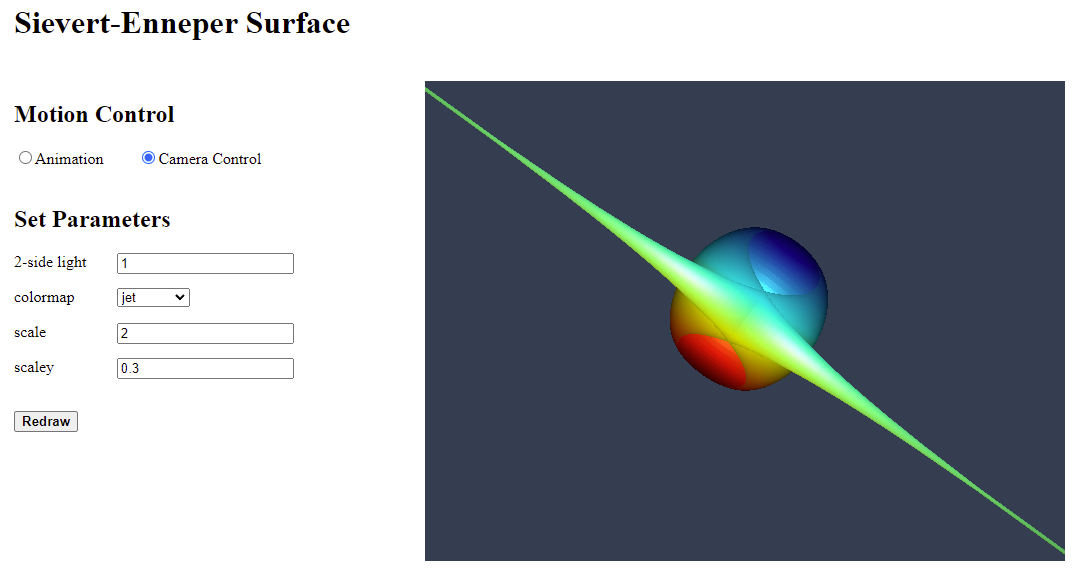 Sievert-Enneper Surface
Motion Control
Animation Camera Control
Set Parameters
2-side light 1
colormap jet
scale 2
scaley 0.3
Redraw